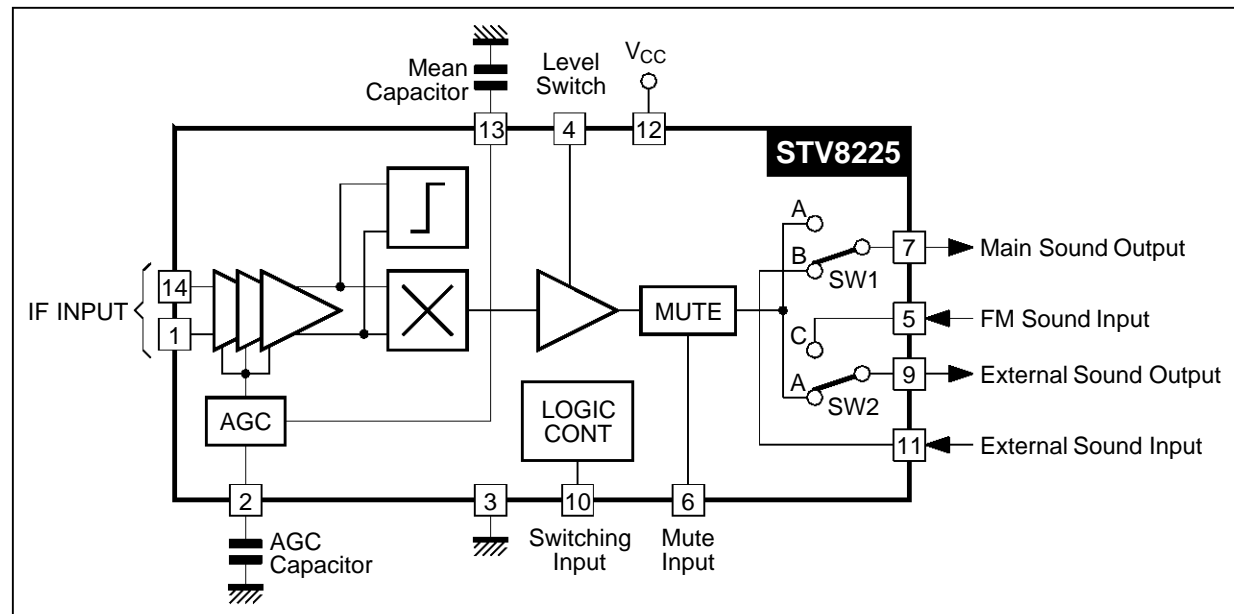 Mean
Capacitor
Level
Switch
VCC
13
4
12
STV8225
A
14
B
SW1
7
Main Sound Output
IF INPUT
MUTE
5
FM Sound Input
1
C
A
SW2
9
External Sound Output
AGC
LOGIC
CONT
11
External Sound Input
2
3
10
6
AGC
Capacitor
Switching
Input
Mute
Input